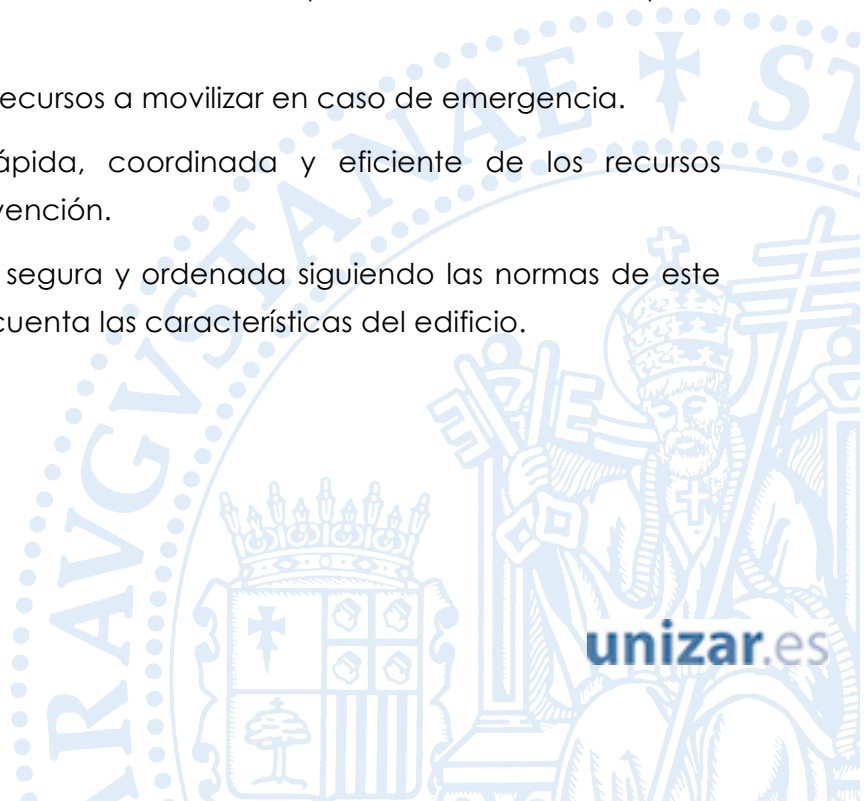 ecursos a movilizar en caso de emergencia.
ápida, coordinada y eficiente de los recursos
vención.
segura y ordenada siguiendo las normas de este
cuenta las características del edificio.
unizar.es